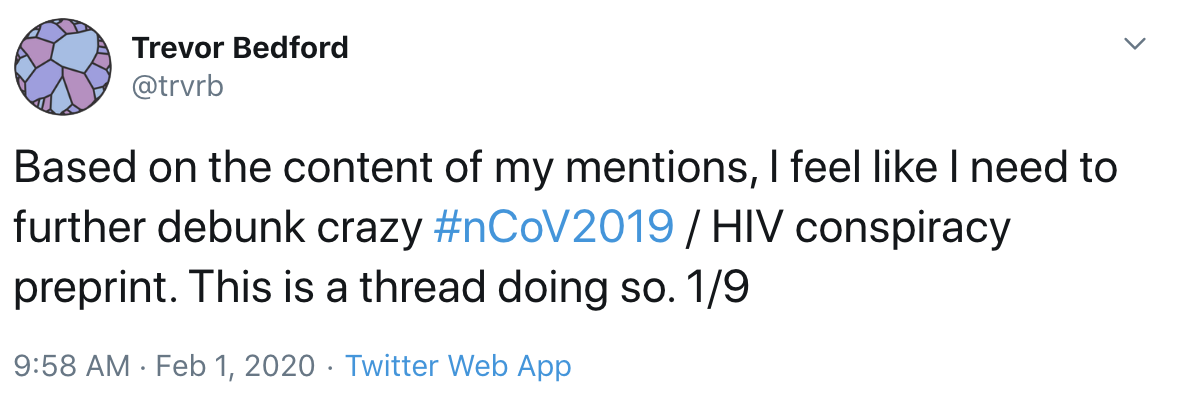 Trevor Bedford
@trvrb
Based on the content of my mentions, I feel like I need to
further debunk crazy #nCoV2019 / HIV conspiracy
preprint. This is a thread doing so. 1/9
9:58 AM · Feb 1, 2020 · Twitter Web App